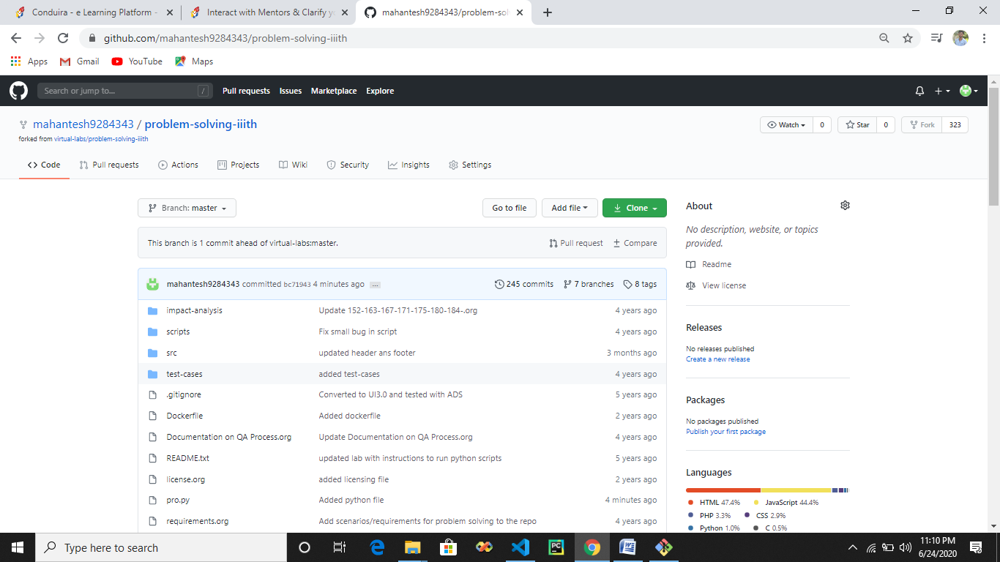 Conduira - e Learning Platform -
Interact with Mentors & Clarify yo
mahantesh9284343/problem-sol
github.com/mahantesh9284343/problem-solving-iiith
Apps Gmail YouTube Maps
Search or jump to... / Pull requests Issues Marketplace Explore
mahantesh9284343 / problem-solving-iiith
Watch 0 Star 0 Fork 323
forked from virtual-labs/problem-solving-iiith
Code Pull requests Actions Projects Wiki Security Insights Settings
Branch: master Go to file Add file Clone
This branch is 1 commit ahead of virtual-labs:master. Pull request Compare
mahantesh9284343 committed bc71943 4 minutes ago ... 245 commits 7 branches 8 tags
impact-analysis Update 152-163-167-171-175-180-184-.org 4 years ago
scripts Fix small bug in script 4 years ago
src updated header ans footer 3 months ago
test-cases added test-cases 4 years ago
.gitignore Converted to UI3.0 and tested with ADS 5 years ago
Dockerfile Added dockerfile 2 years ago
Documentation on QA Process.org Update Documentation on QA Process.org 4 years ago
README.txt updated lab with instructions to run python scripts 5 years ago
license.org added licensing file 2 years ago
pro.py Added python file 4 minutes ago
requirements.org Add scenarios/requirements for problem solving to the repo 4 years ago
About
No description, website, or topics
provided.
Readme
View license
Releases
No releases published
Create a new release
Packages
No packages published
Publish your first package
Languages
HTML 47.4% JavaScript 44.4%
PHP 3.3% CSS 2.9%
Python 1.0% C 0.5%
Type here to search
PC
W
11:10 PM
6/24/2020